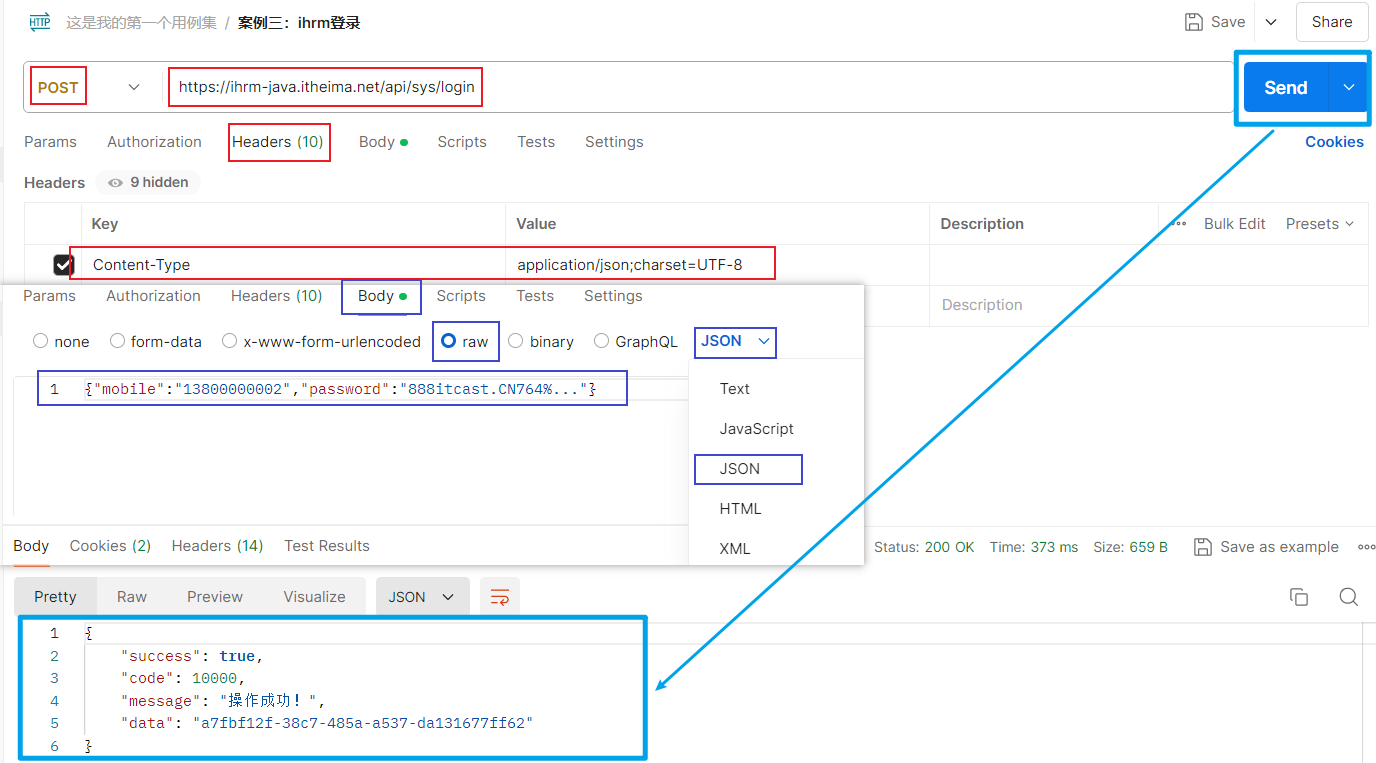 HTTP 这是我的第一个用例集 / 案例三：ihrm登录 Save Share
POST https://ihrm-java.itheima.net/api/sys/login Send
Params Authorization Headers (10) Body Scripts Tests Settings Cookies
Headers 9 hidden
Key Value Description ••• Bulk Edit Presets
Content-Type application/json;charset=UTF-8
Params Authorization Headers (10) Body Scripts Tests Settings
Description
none form-data x-www-form-urlencoded raw binary GraphQL JSON
1 {"mobile":"13800000002","password":"888itcast.CN764%..."}
Text
JavaScript
JSON
HTML
XML
Body Cookies (2) Headers (14) Test Results Status: 200 OK Time: 373 ms Size: 659 B Save as example
Pretty Raw Preview Visualize JSON
1 {
2 "success": true,
3 "code": 10000,
4 "message": "操作成功！",
5 "data": "a7fbf12f-38c7-485a-a537-da131677ff62"
6 }